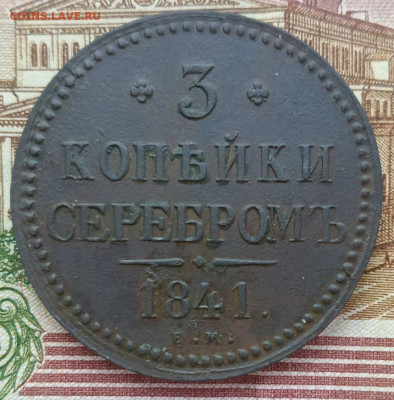 COINS.LAVE.RU
3
КОПѢЙКИ
СЕРЕБРОМЪ
1841.
Е.М.